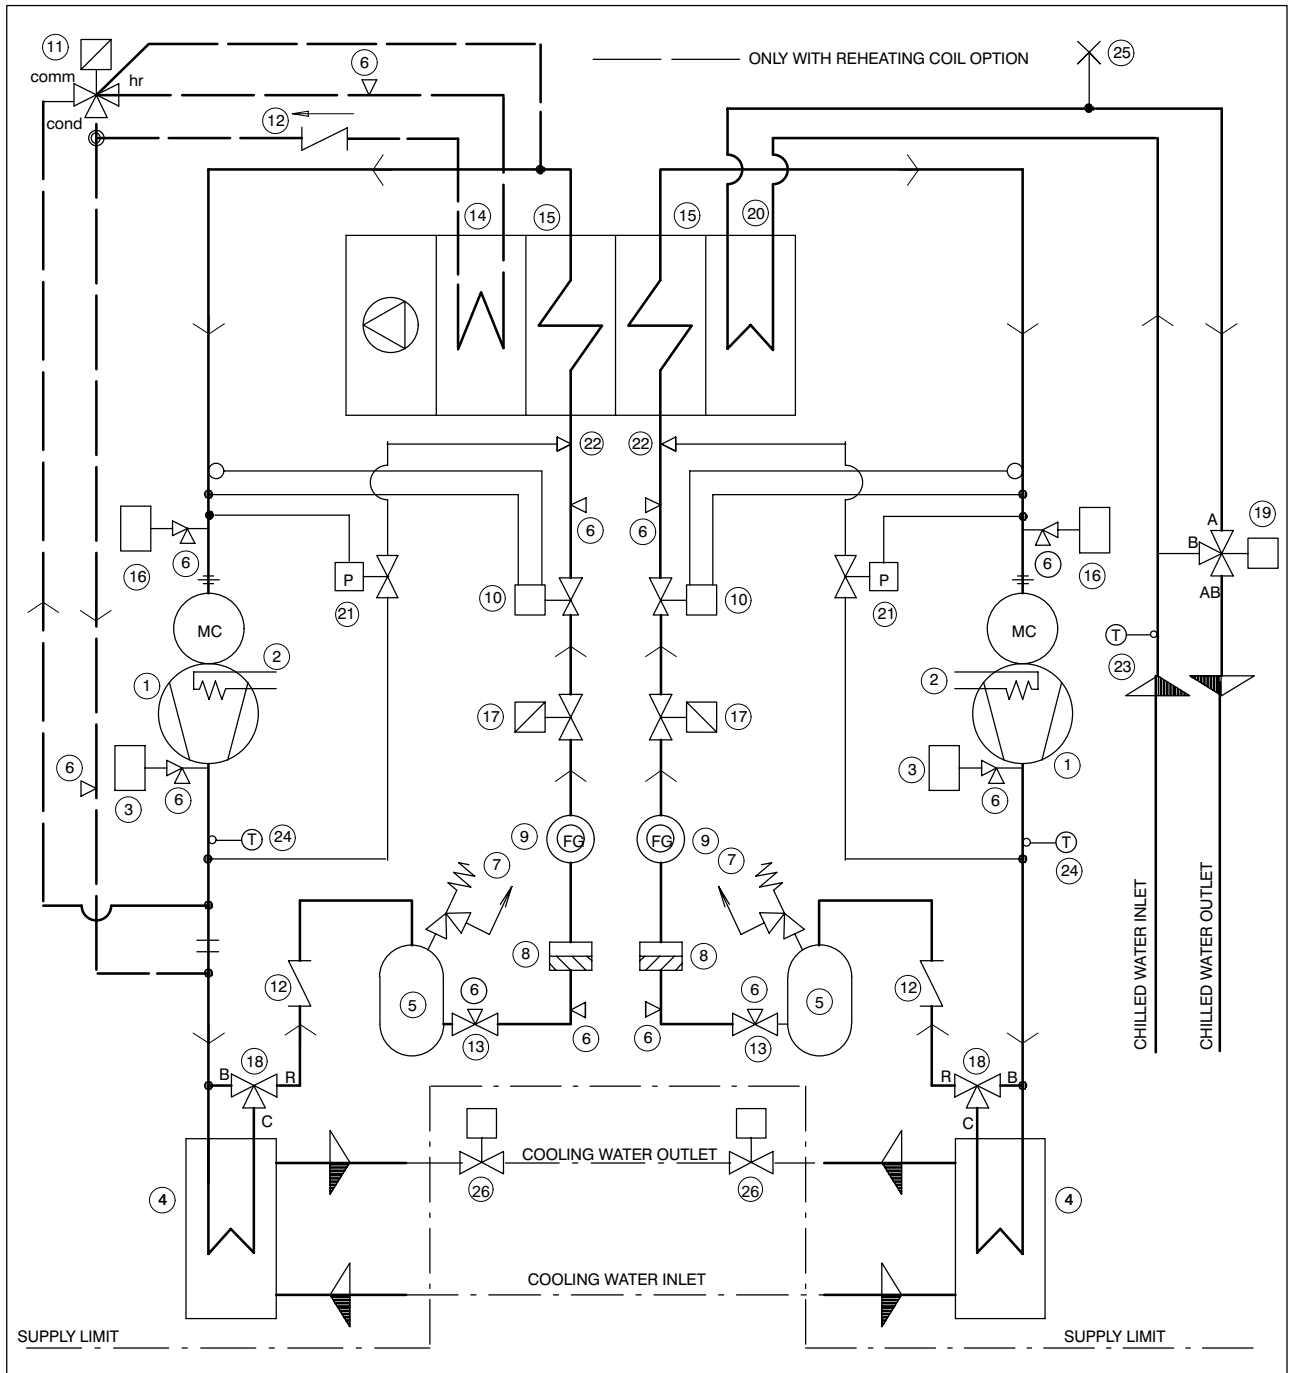 11
6
ONLY WITH REHEATING COIL OPTION
25
comm
hr
cond
12
14
15
15
20
22
22
A
19
B
6
6
16
6
P
10
10
P
6
16
21
21
AB
MC
MC
T
23
2
1
2
17
17
6
3
6
3
6
1
T
24
9
FG
FG
9
T
24
7
7
8
8
CHILLED WATER INLET
CHILLED WATER OUTLET
12
5
6
6
5
12
13
6
6
13
18
18
B
R
R
B
C
C
COOLING WATER OUTLET
4
26
26
4
COOLING WATER INLET
SUPPLY LIMIT
SUPPLY LIMIT